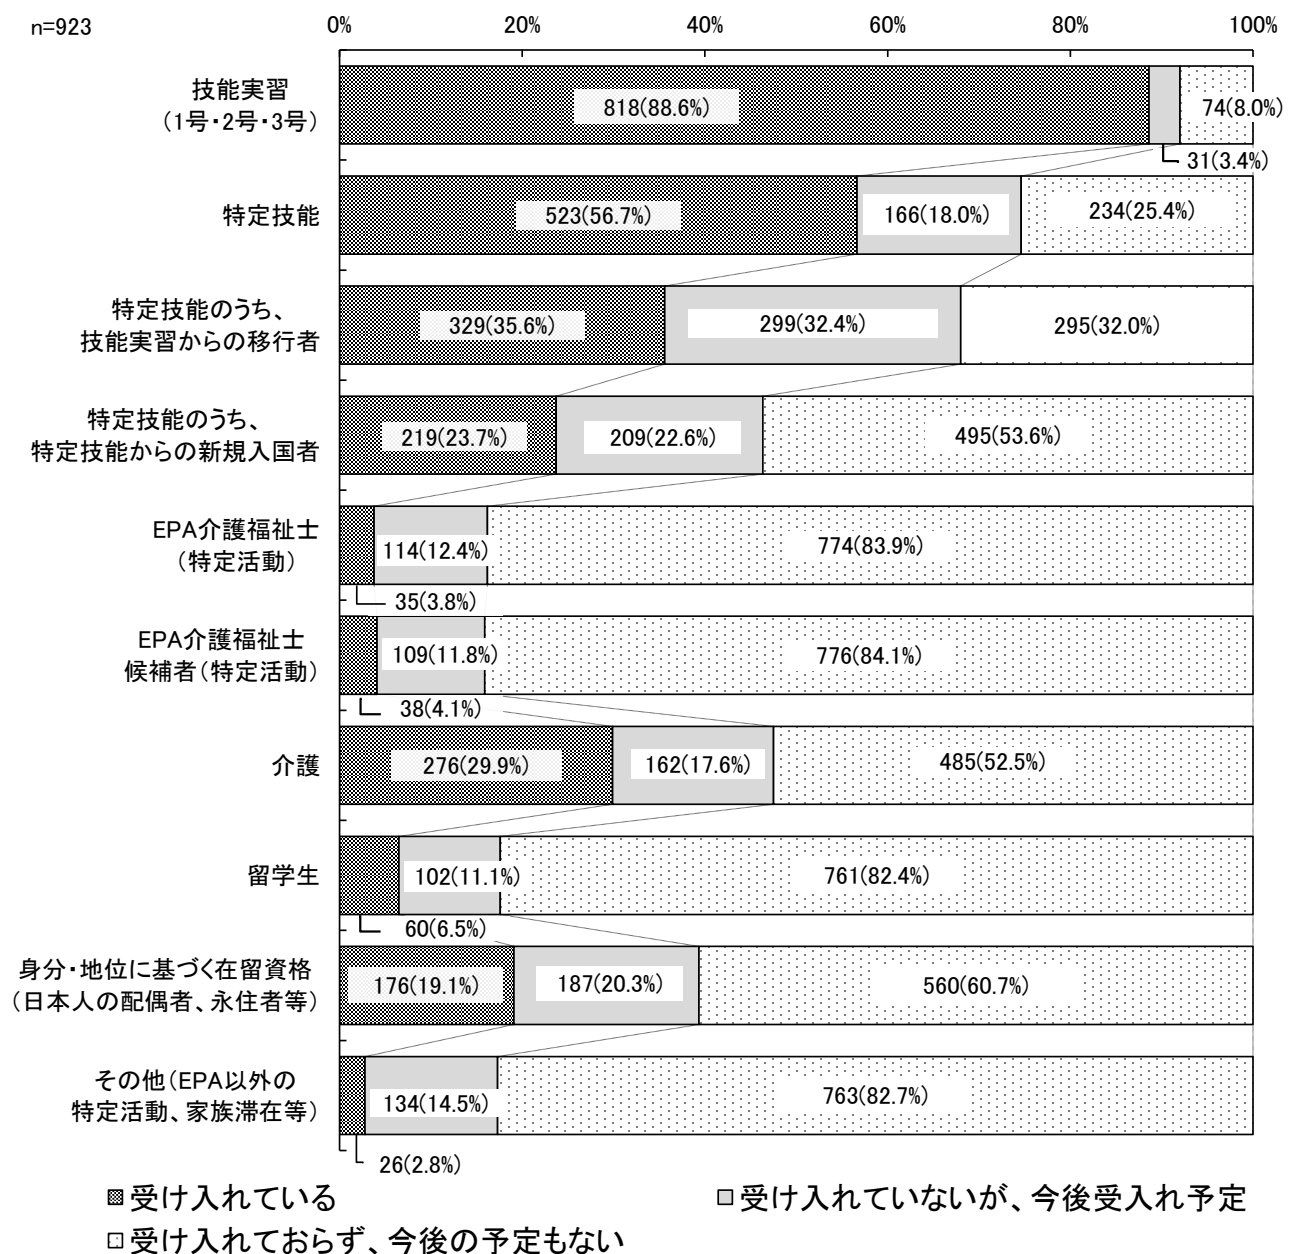 n=923
0% 20% 40% 60% 80% 100%
技能実習
（1号・2号・3号）
818(88.6%)
74(8.0%)
31(3.4%)
特定技能
523(56.7%)
166(18.0%)
234(25.4%)
特定技能のうち、
技能実習からの移行者
329(35.6%)
299(32.4%)
295(32.0%)
特定技能のうち、
特定技能からの新規入国者
219(23.7%)
209(22.6%)
495(53.6%)
EPA介護福祉士
（特定活動）
114(12.4%)
774(83.9%)
35(3.8%)
EPA介護福祉士
候補者（特定活動）
109(11.8%)
776(84.1%)
38(4.1%)
介護
276(29.9%)
162(17.6%)
485(52.5%)
留学生
102(11.1%)
761(82.4%)
60(6.5%)
身分・地位に基づく在留資格
（日本人の配偶者、永住者等）
176(19.1%)
187(20.3%)
560(60.7%)
その他（EPA以外の
特定活動、家族滞在等）
134(14.5%)
763(82.7%)
26(2.8%)
受け入れている
受け入れていないが、今後受入れ予定
受け入れておらず、今後の予定もない